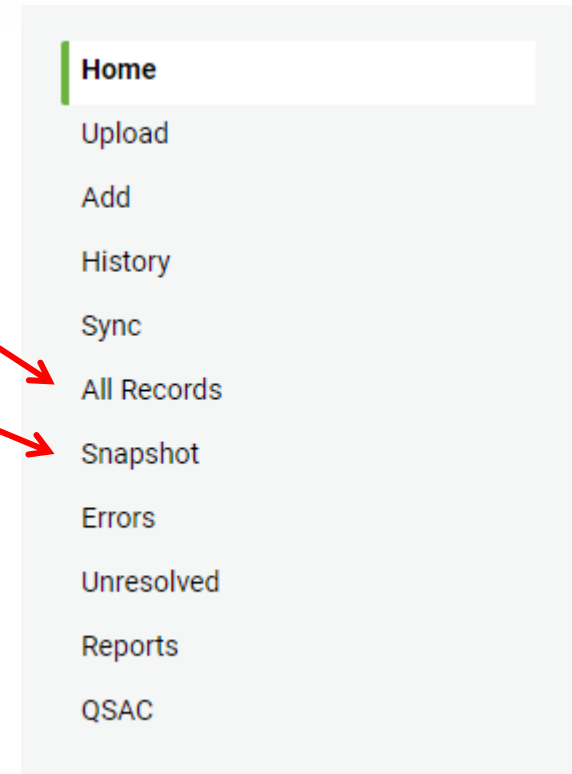 Home
Upload
Add
History
Sync
All Records
Snapshot
Errors
Unresolved
Reports
QSAC